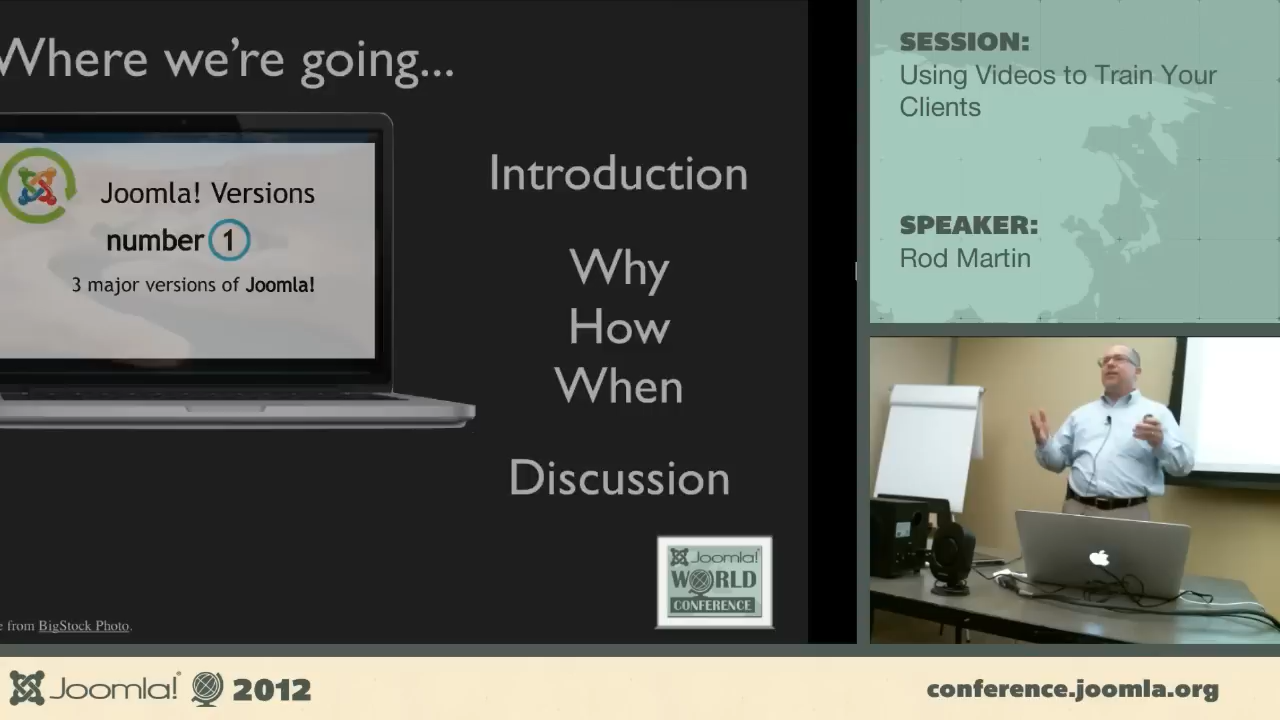 Where we're going...
Joomla! Versions
number 1
3 major versions of Joomla!
Introduction
Why
How
When
Discussion
Joomla!
WORLD
CONFERENCE
from BigStock Photo.
SESSION:
Using Videos to Train Your
Clients
SPEAKER:
Rod Martin
Joomla! 2012
conference.joomla.org